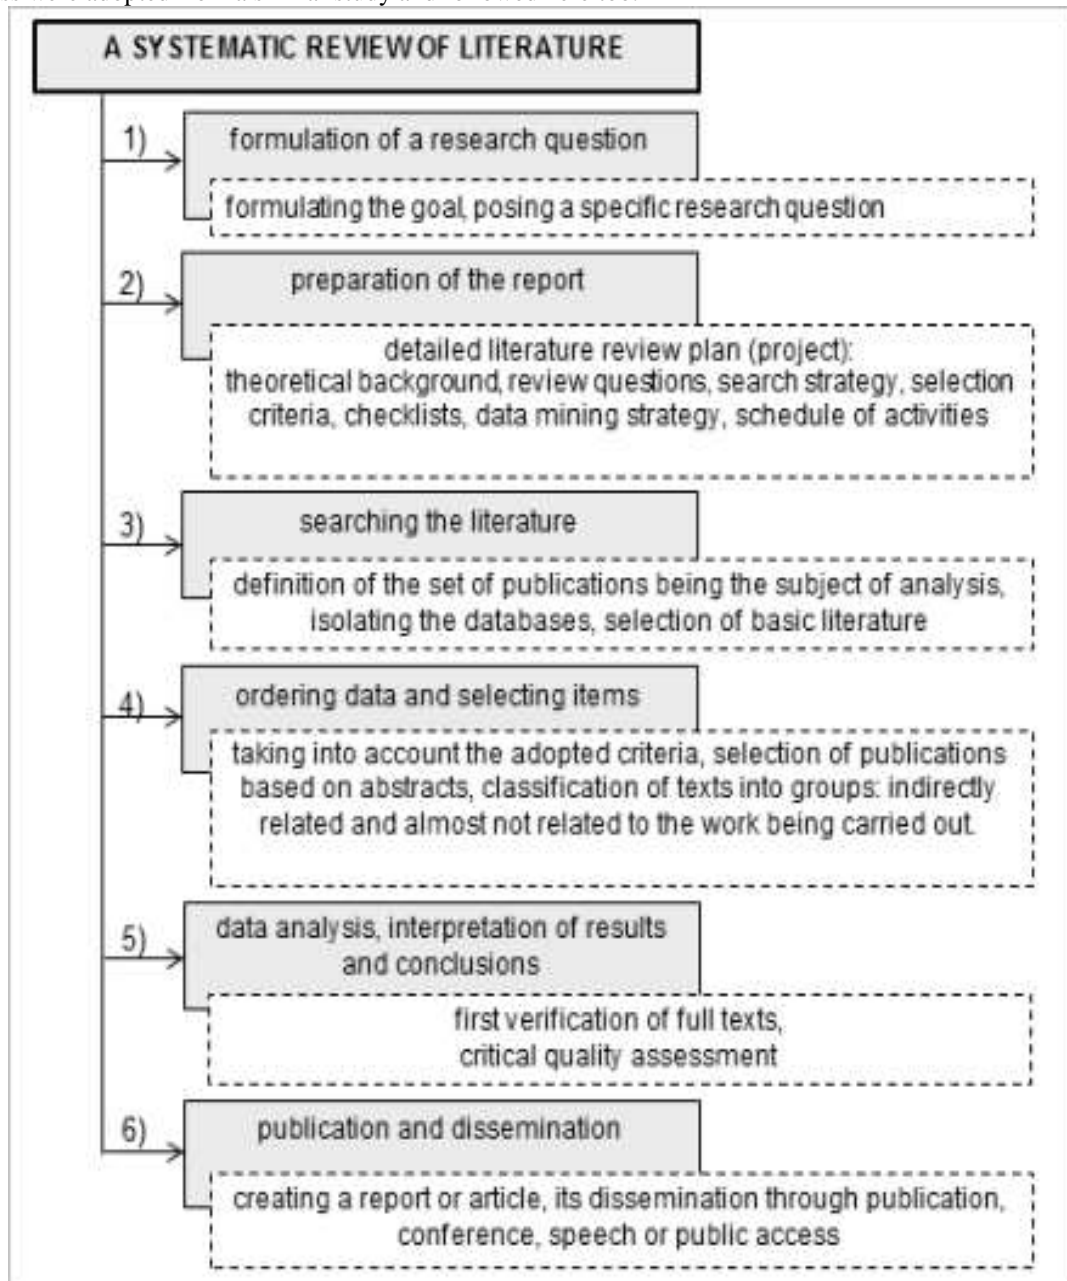 A SYSTEMATIC REVIEW OF LITERATURE
1)
formulation of a research question
formulating the goal, posing a specific research question
2)
preparation of the report
detailed literature review plan (project):
theoretical background, review questions, search strategy, selection
criteria, checklists, data mining strategy, schedule of activities
3)
searching the literature
definition of the set of publications being the subject of analysis,
isolating the databases, selection of basic literature
4)
ordering data and selecting items
taking into account the adopted criteria, selection of publications
based on abstracts, classification of texts into groups: indirectly
related and almost not related to the work being carried out.
5)
data analysis, interpretation of results
and conclusions
first verification of full texts,
critical quality assessment
6)
publication and dissemination
creating a report or article, its dissemination through publication,
conference, speech or public access